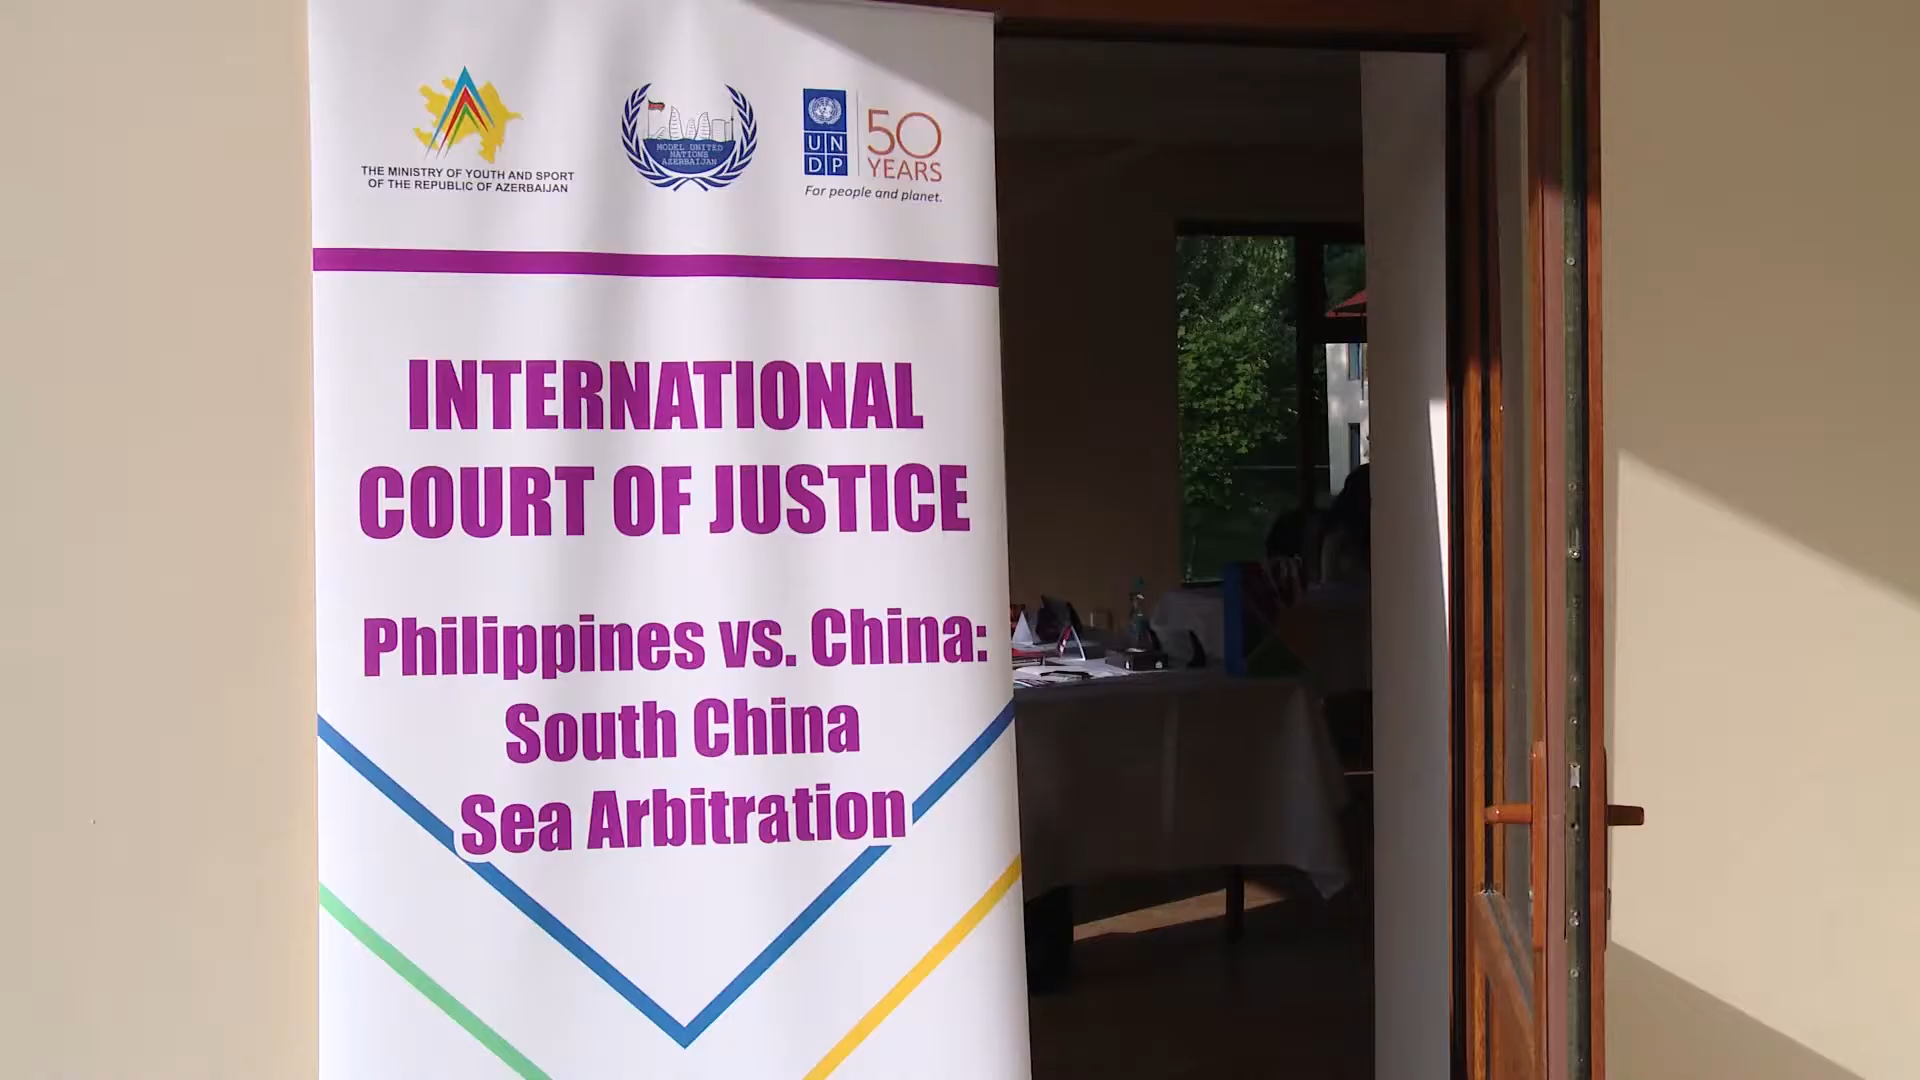 THE MINISTRY OF YOUTH AND SPORT
OF THE REPUBLIC OF AZERBAIJAN
MODEL UNITED
NATIONS
AZERBAIJAN
UN
DP
50
YEARS
For people and planet.
INTERNATIONAL
COURT OF JUSTICE
Philippines vs. China:
South China
Sea Arbitration